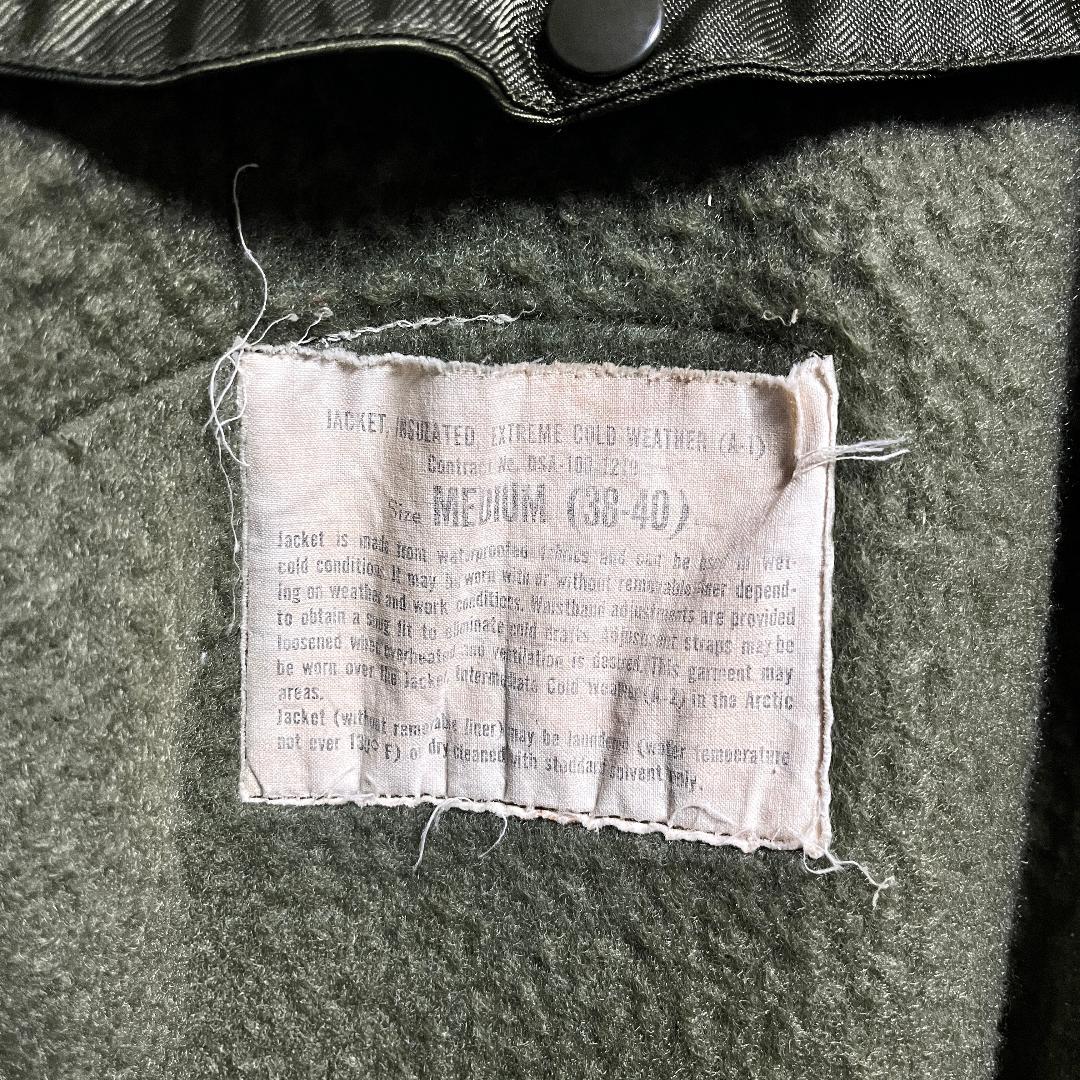 JACKET, INSULATED, EXTREME COLD WEATHER (A-1)
Contract No. DSA-100-1220
Size MEDIUM (38-40)
Jacket is made from waterproofed fabrics and can be used in wet-
cold conditions. It may be worn with or without removable liner depend-
ing on weather and work conditions. Waistband adjustments are provided
to obtain a snug fit to eliminate cold drafts. Adjustment straps may be
loosened when overheated and ventilation is desired. This garment may
be worn over the Jacket, Intermediate Cold Weather (A-2) in the Arctic
areas.
Jacket (without removable liner) may be laundered (water temperature
not over F) or dry cleaned with stoddard solvent only.